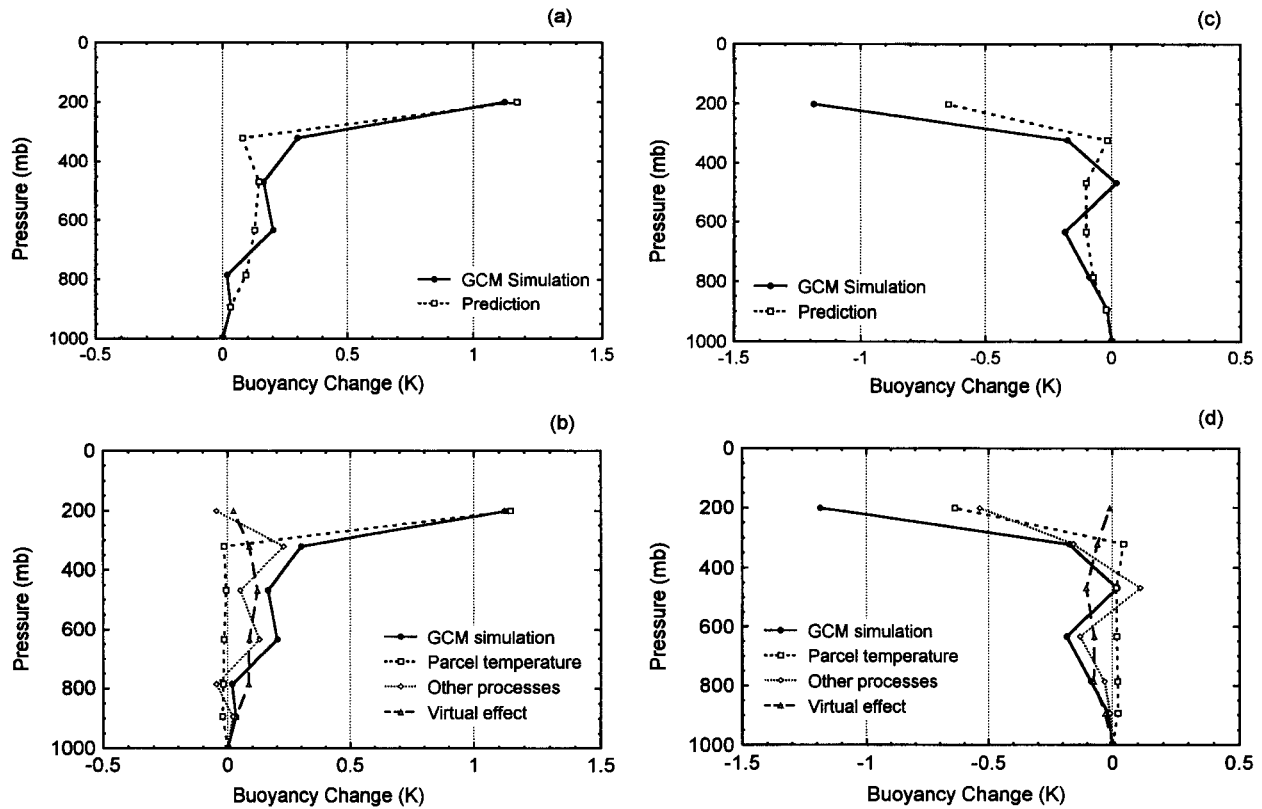 (a)
0
200
400
600
800
1000
Pressure (mb)
GCM Simulation
Prediction
-0.5
0
0.5
1
1.5
Buoyancy Change (K)
(c)
0
200
400
600
800
1000
Pressure (mb)
GCM Simulation
Prediction
-1.5
-1
-0.5
0
0.5
Buoyancy Change (K)
(b)
0
200
400
600
800
1000
Pressure (mb)
GCM simulation
Parcel temperature
Other processes
Virtual effect
-0.5
0
0.5
1
1.5
Buoyancy Change (K)
(d)
0
200
400
600
800
1000
Pressure (mb)
GCM simulation
Parcel temperature
Other processes
Virtual effect
-1.5
-1
-0.5
0
0.5
Buoyancy Change (K)